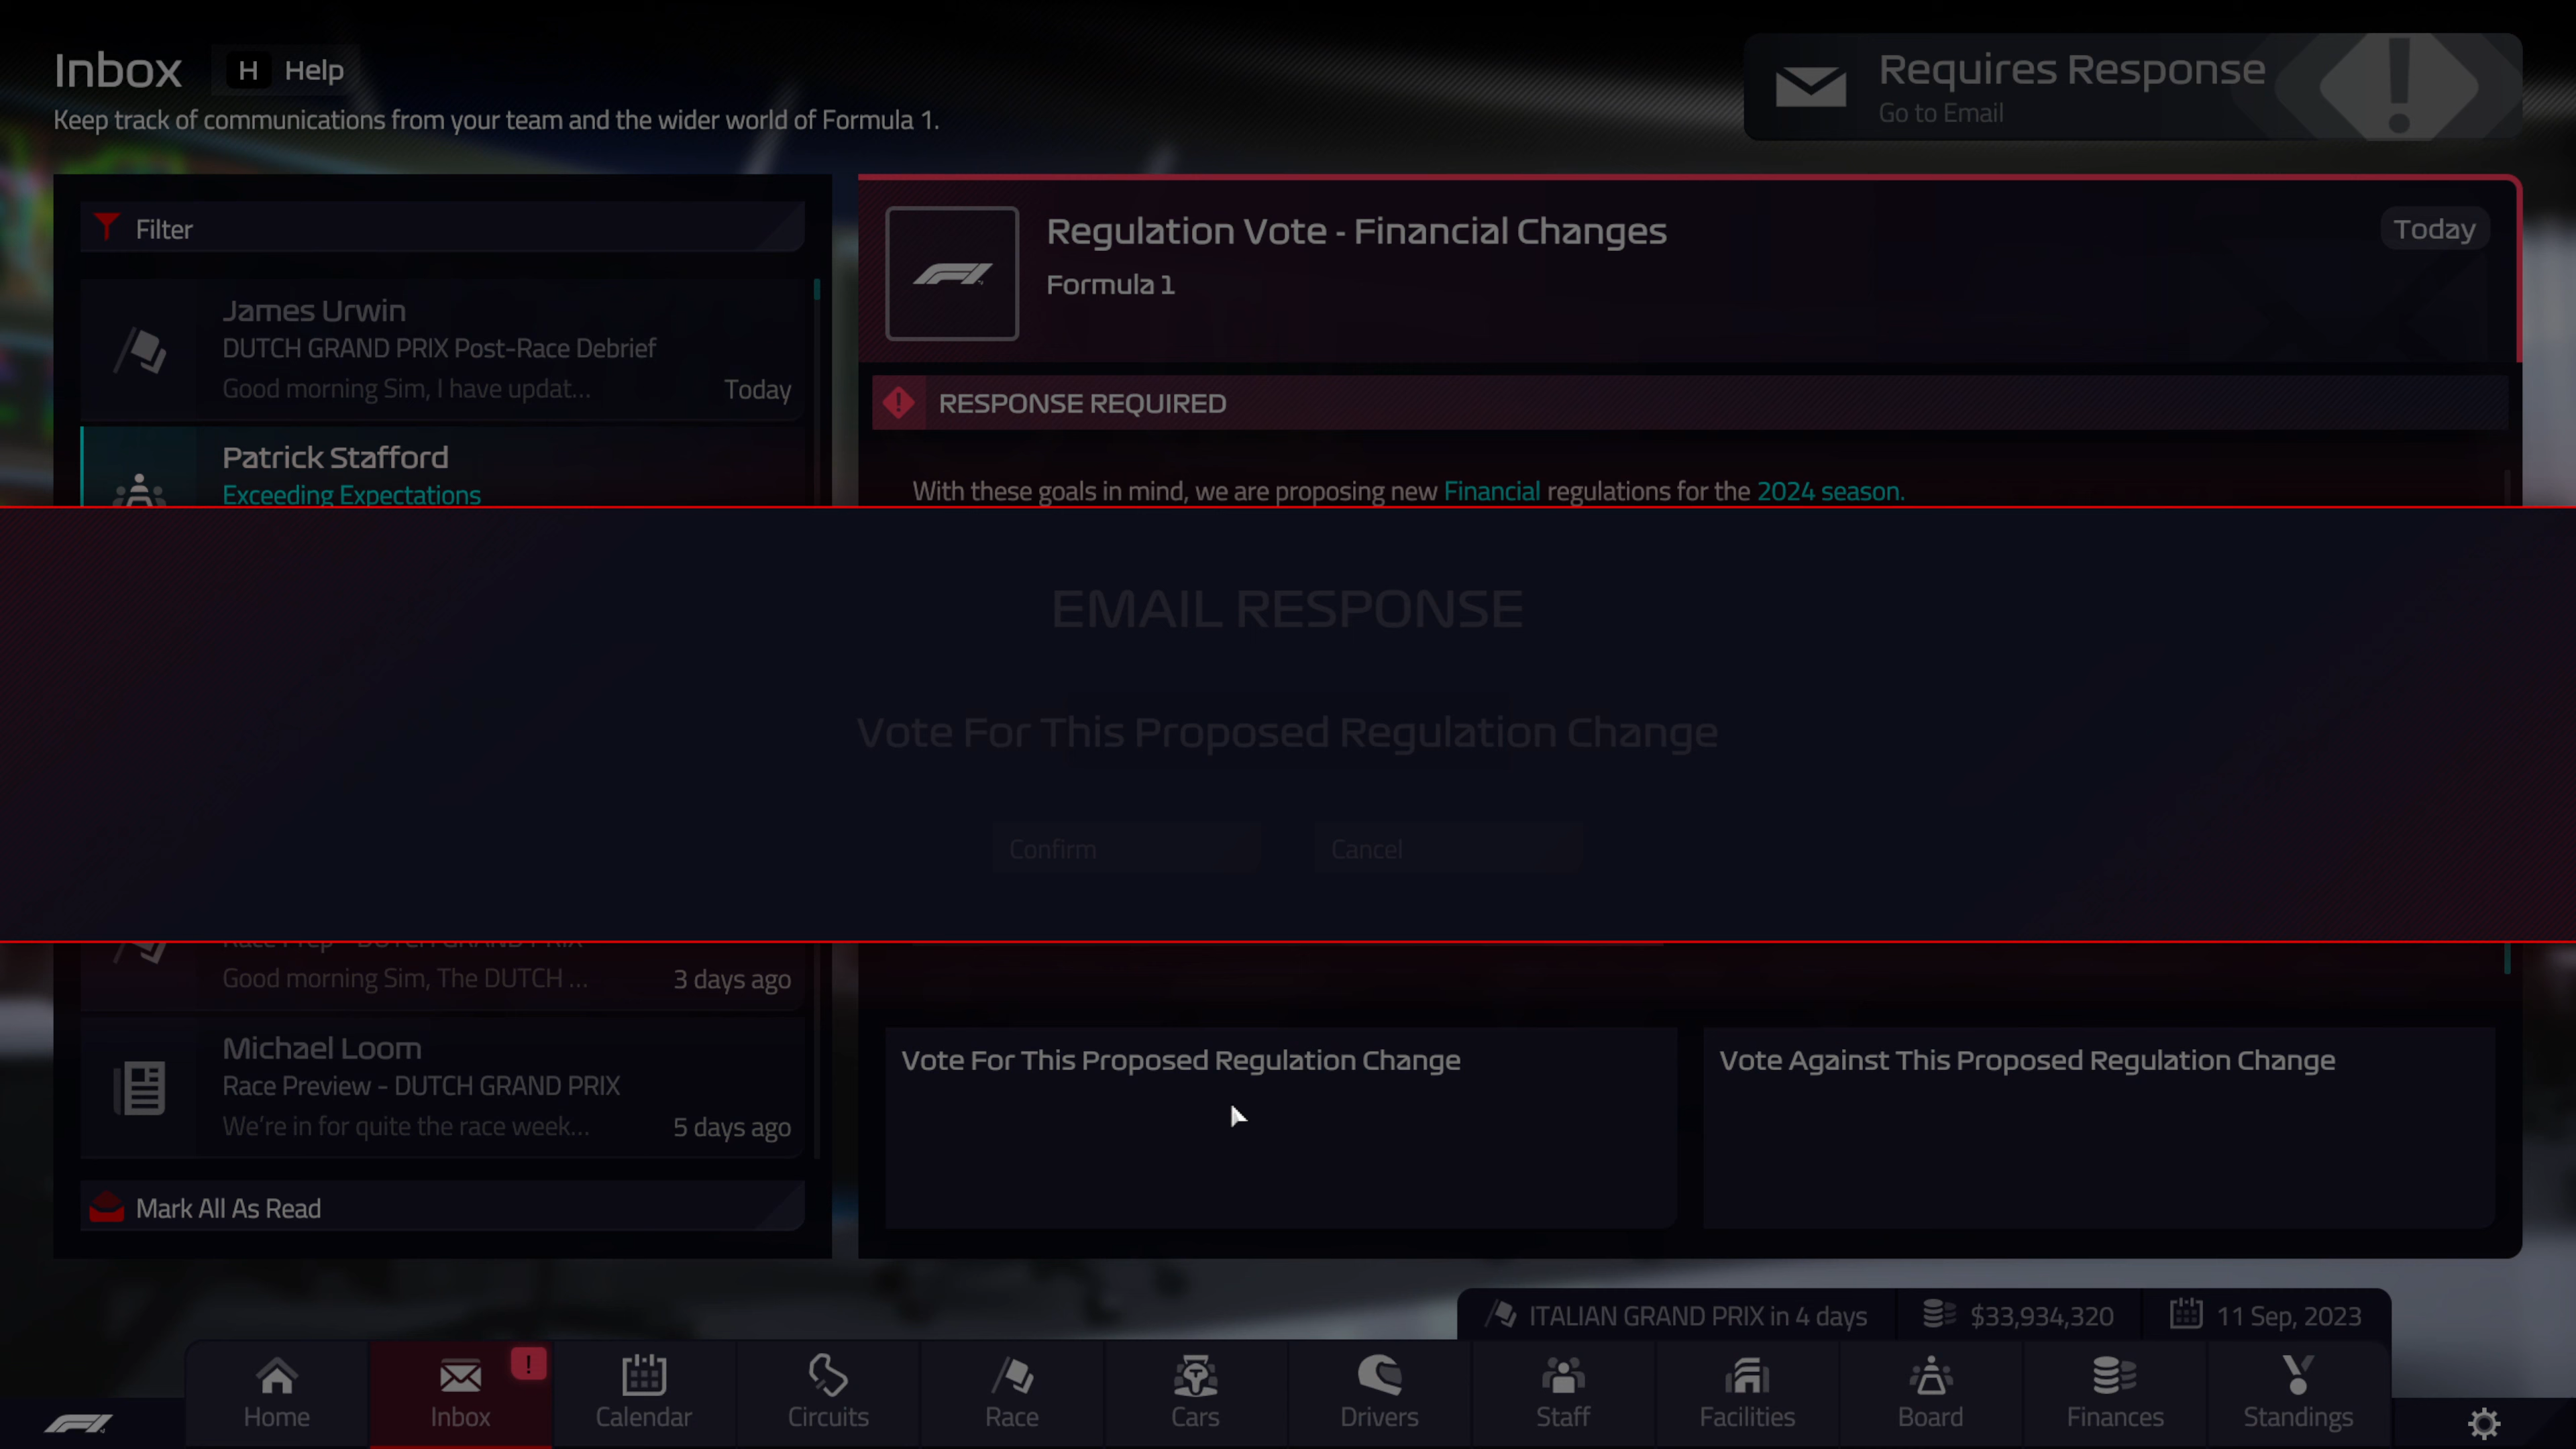 Inbox
H Help
Keep track of communications from your team and the wider world of Formula 1.
Requires Response
Go to Email
Filter
James Urwin
DUTCH GRAND PRIX Post-Race Debrief
Good morning Sim, I have updat...
Today
Patrick Stafford
Exceeding Expectations
Regulation Vote - Financial Changes
Formula 1
Today
RESPONSE REQUIRED
With these goals in mind, we are proposing new Financial regulations for the 2024 season.
EMAIL RESPONSE
Vote For This Proposed Regulation Change
Confirm
Cancel
Race Prep - DUTCH GRAND PRIX
Good morning Sim, The DUTCH ...
3 days ago
Michael Loom
Race Preview - DUTCH GRAND PRIX
We're in for quite the race week...
5 days ago
Mark All As Read
Vote For This Proposed Regulation Change
Vote Against This Proposed Regulation Change
ITALIAN GRAND PRIX in 4 days
$33,934,320
11 Sep, 2023
Home
Inbox
Calendar
Circuits
Race
Cars
Drivers
Staff
Facilities
Board
Finances
Standings